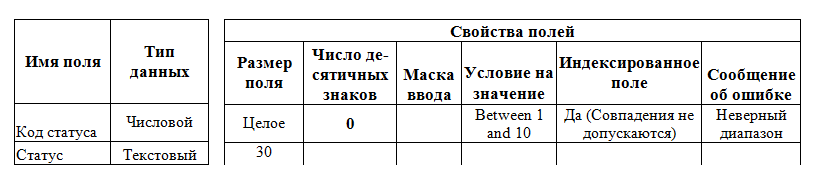 Свойства полей
Имя поля
Тип
данных
Размер
поля
Число де-
сятичных
знаков
Маска
ввода
Условие на
значение
Индексированное
поле
Сообщение
об ошибке
Код статуса
Числовой
Целое
0
Between 1
and 10
Да (Совпадения не
допускаются)
Неверный
диапазон
Статус
Текстовый
30